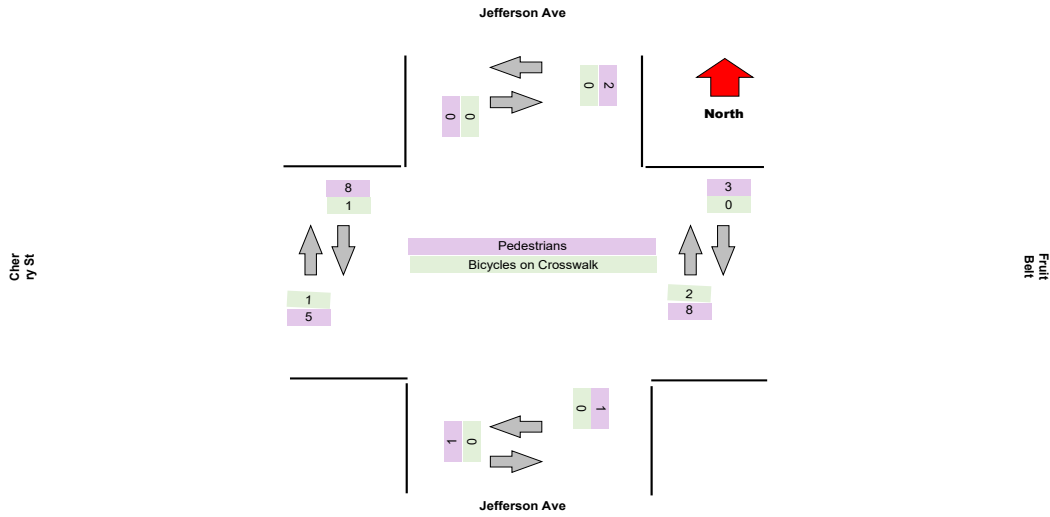 Jefferson Ave
0
2
0
0
North
8
1
3
0
Pedestrians
Bicycles on Crosswalk
Cher
ry St
Fruit
Belt
1
5
2
8
0
1
1
0
Jefferson Ave